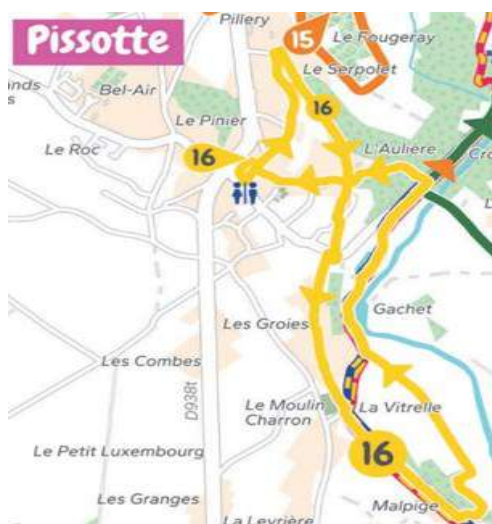 Pillery
Pissotte
15
Le Fougeray
Le Serpolet
Bel-Air
16
Le Pinier
Le Roc
16
L'Aulière
Gachet
Les Groies
Les Combes
D938t
Le Moulin
Charron
La Vitrelle
16
Le Petit Luxembourg
Les Granges
Malpige
La Levrière